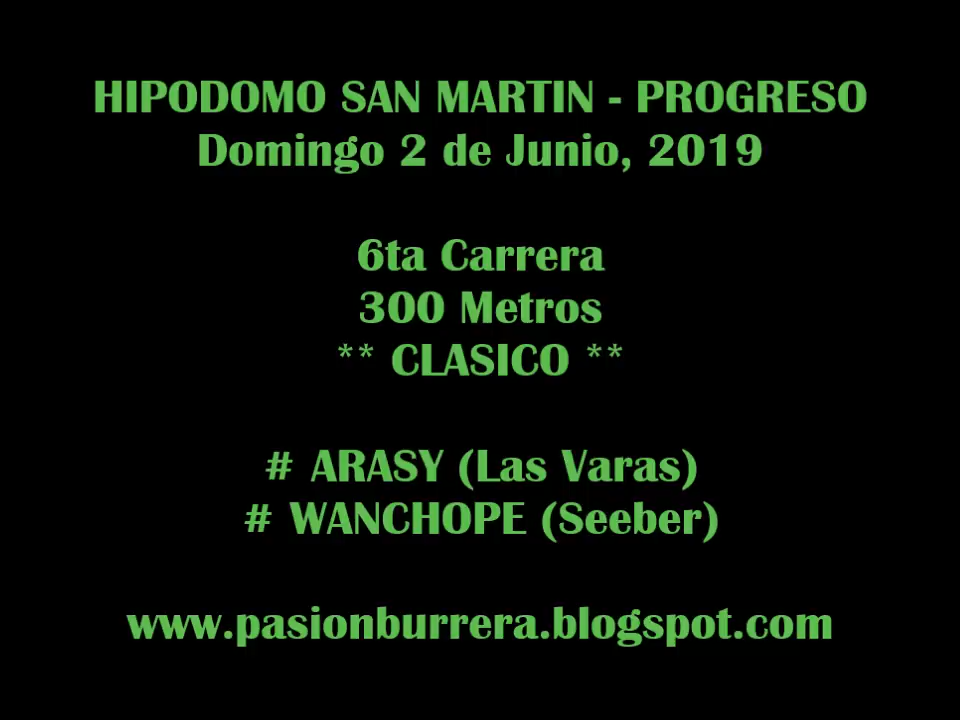 HIPODOMO SAN MARTIN - PROGRESO
Domingo 2 de Junio, 2019
6ta Carrera
300 Metros
** CLASICO **
# ARASY (Las Varas)
# WANCHOPE (Seeber)
www.pasionburrera.blogspot.com